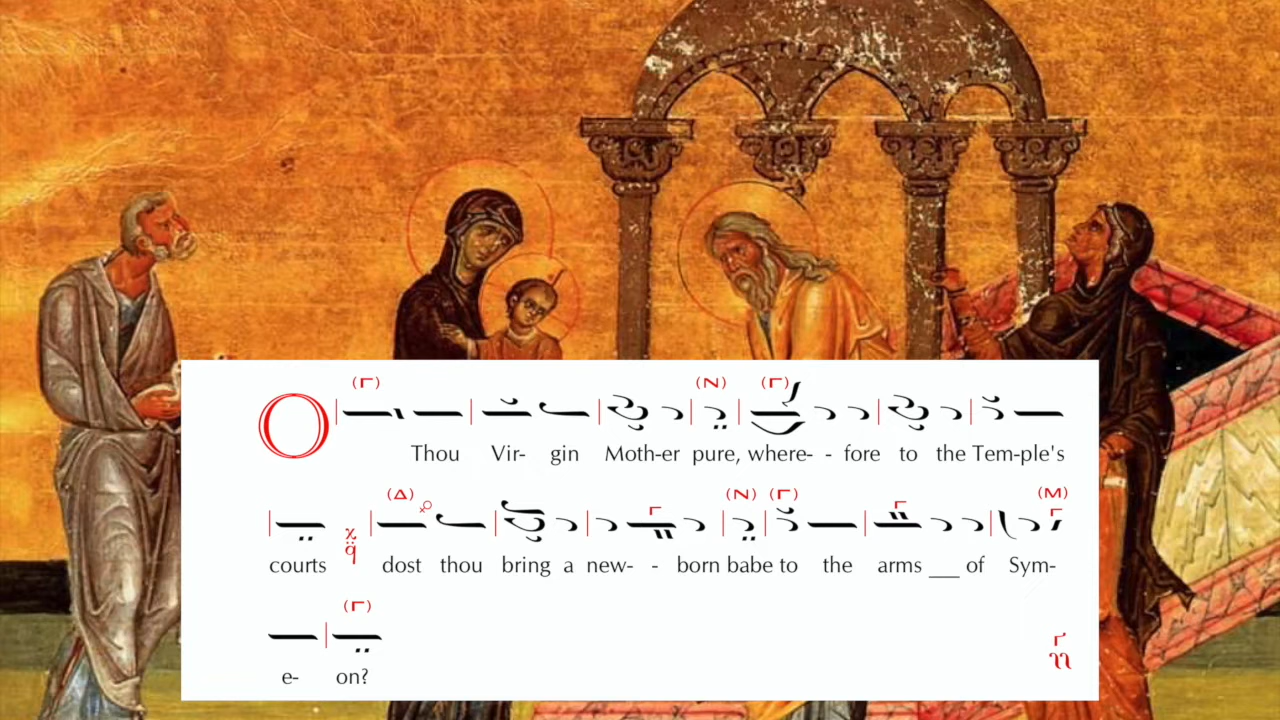 (Γ) (Ν) (Γ)
O Thou Vir- gin Moth-er pure, where- - fore to the Tem-ple's
(Δ) (Ν) (Γ) (Μ)
courts dost thou bring a new- - born babe to the arms ___ of Sym-
(Γ)
e- on?